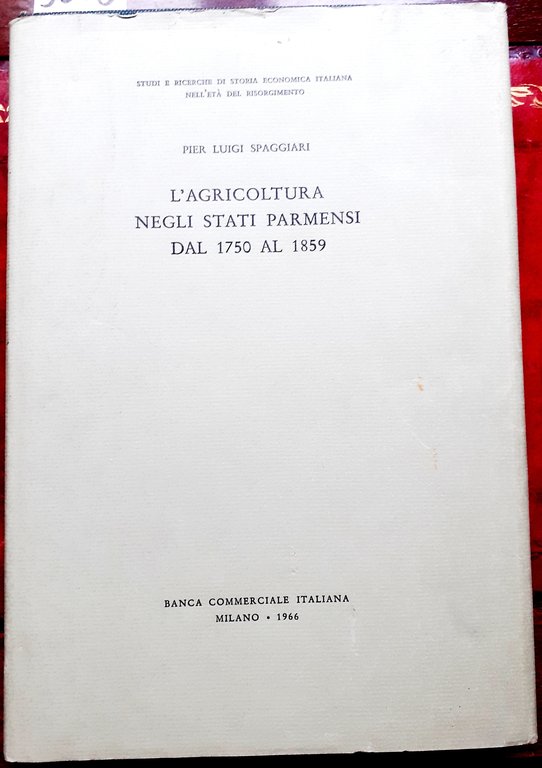 STUDI E RICERCHE DI STORIA ECONOMICA ITALIANA
NELL'ETÀ DEL RISORGIMENTO
PIER LUIGI SPAGGIARI
L'AGRICOLTURA
NEGLI STATI PARMENSI
DAL 1750 AL 1859
BANCA COMMERCIALE ITALIANA
MILANO • 1966